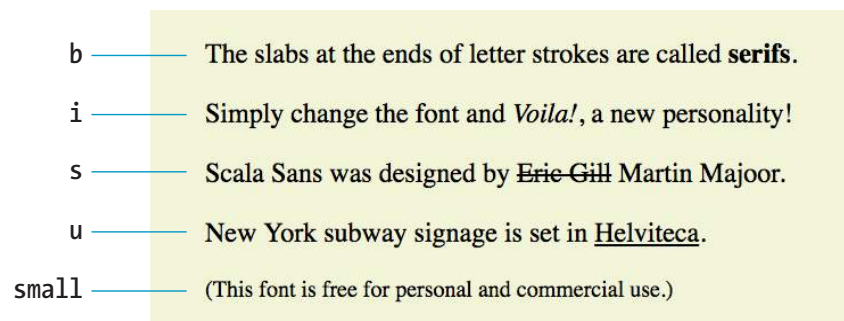 b The slabs at the ends of letter strokes are called serifs.
i Simply change the font and Voila!, a new personality!
s Scala Sans was designed by Eric Gill Martin Majoor.
u New York subway signage is set in Helviteca.
small (This font is free for personal and commercial use.)